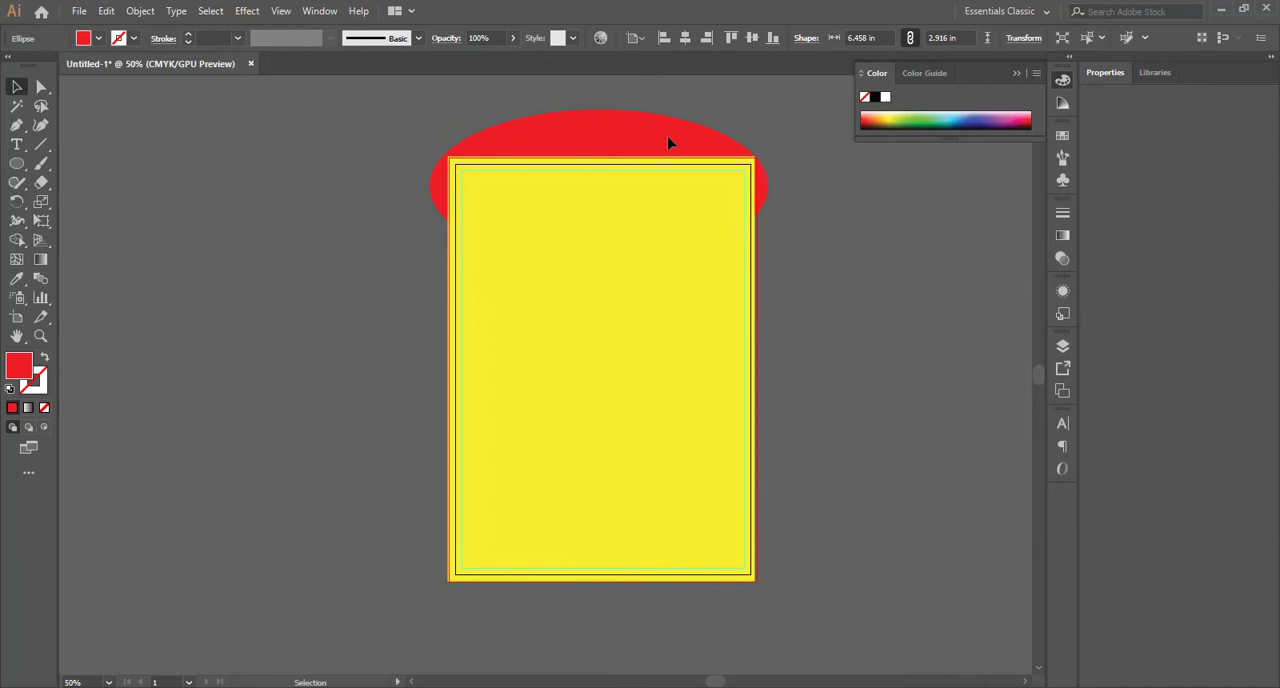 Ai File Edit Object Type Select Effect View Window Help Essentials Classic Search Adobe Stock
Ellipse Stroke: Basic Opacity: 100% Style: Shape: 6.458 in 2.916 in Transform
Untitled-1* @ 50% (CMYK/GPU Preview)
Color Color Guide Properties Libraries
50% 1 Selection